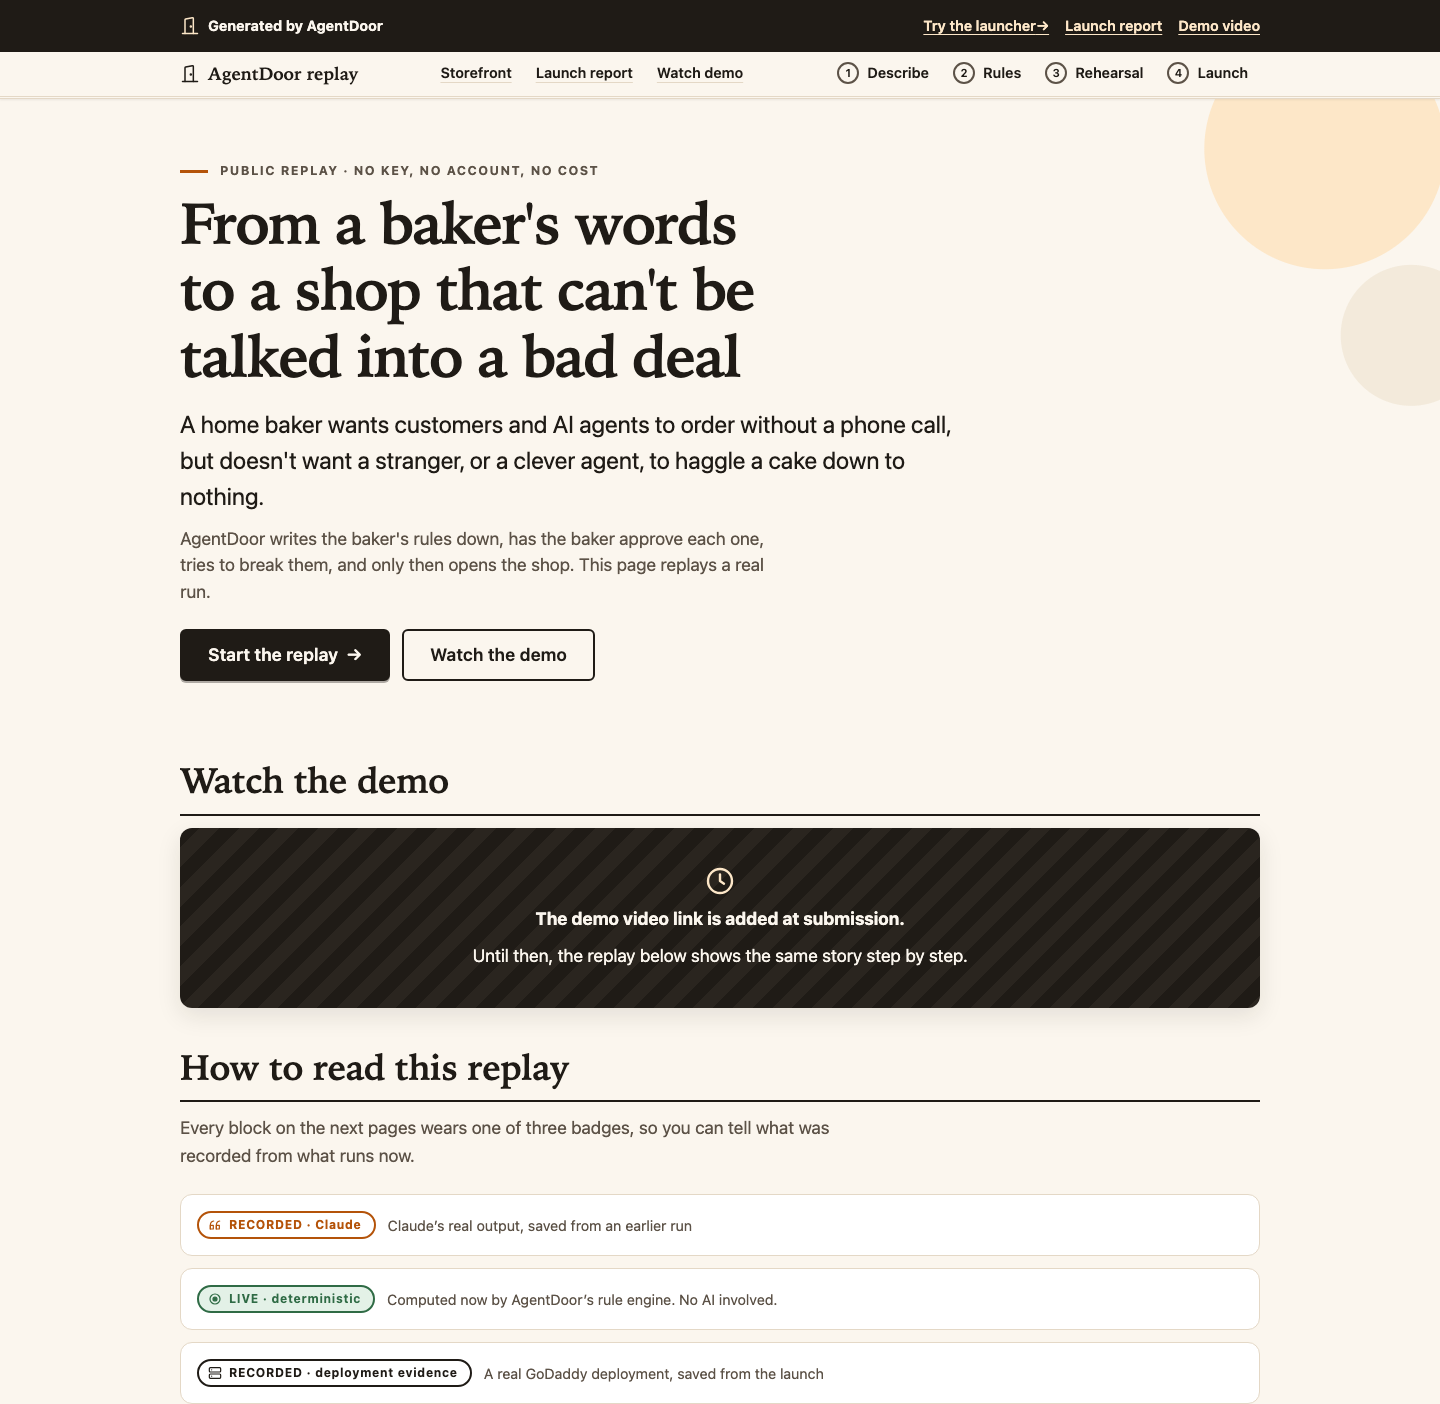 Generated by AgentDoor
Try the launcher→ Launch report Demo video
AgentDoor replay
Storefront Launch report Watch demo
1 Describe 2 Rules 3 Rehearsal 4 Launch
PUBLIC REPLAY · NO KEY, NO ACCOUNT, NO COST
From a baker's words
to a shop that can't be
talked into a bad deal
A home baker wants customers and AI agents to order without a phone call,
but doesn't want a stranger, or a clever agent, to haggle a cake down to
nothing.
AgentDoor writes the baker's rules down, has the baker approve each one,
tries to break them, and only then opens the shop. This page replays a real
run.
Start the replay →
Watch the demo
Watch the demo
The demo video link is added at submission.
Until then, the replay below shows the same story step by step.
How to read this replay
Every block on the next pages wears one of three badges, so you can tell what was
recorded from what runs now.
RECORDED · Claude Claude’s real output, saved from an earlier run
LIVE · deterministic Computed now by AgentDoor’s rule engine. No AI involved.
RECORDED · deployment evidence A real GoDaddy deployment, saved from the launch